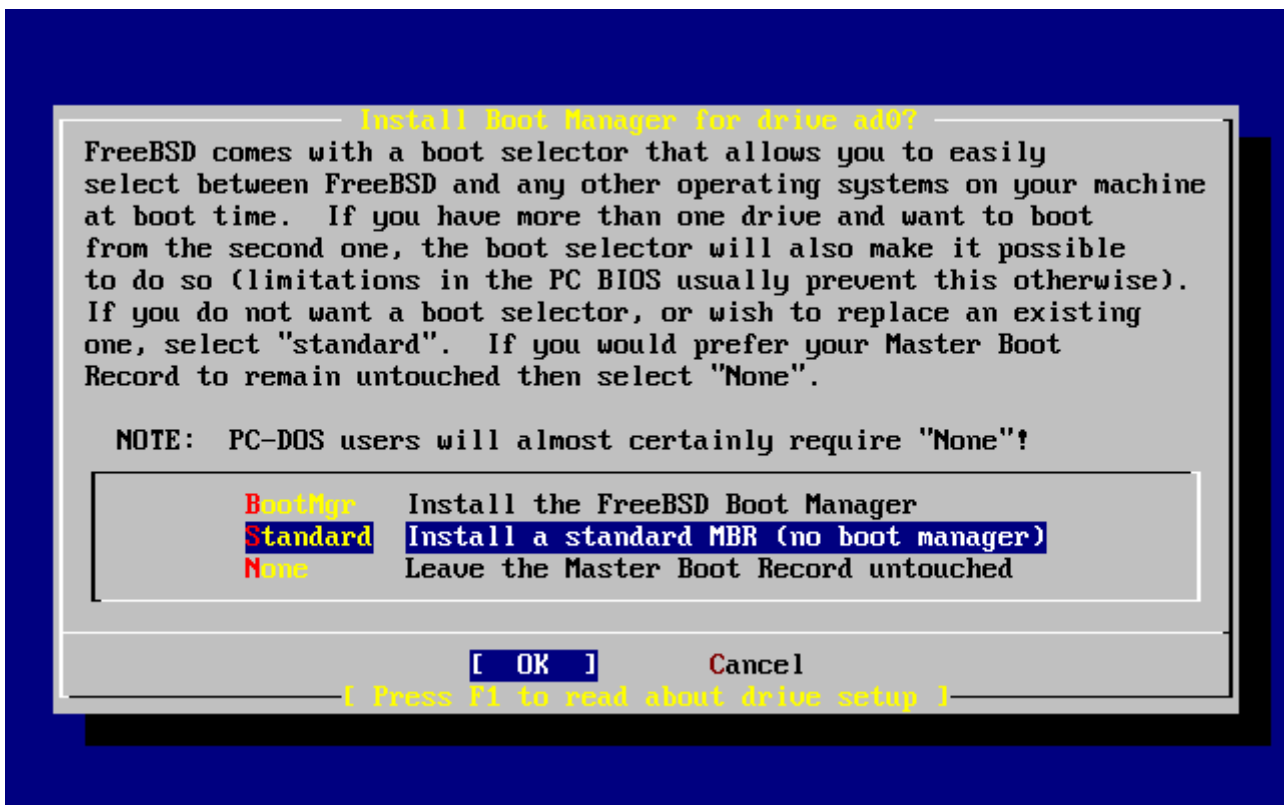 Install Boot Manager for drive ad0?
FreeBSD comes with a boot selector that allows you to easily
select between FreeBSD and any other operating systems on your machine
at boot time.  If you have more than one drive and want to boot
from the second one, the boot selector will also make it possible
to do so (limitations in the PC BIOS usually prevent this otherwise).
If you do not want a boot selector, or wish to replace an existing
one, select "standard".  If you would prefer your Master Boot
Record to remain untouched then select "None".
NOTE:  PC-DOS users will almost certainly require "None"!
BootMgr   Install the FreeBSD Boot Manager
Standard  Install a standard MBR (no boot manager)
None      Leave the Master Boot Record untouched
[  OK  ]       Cancel
[ Press F1 to read about drive setup ]